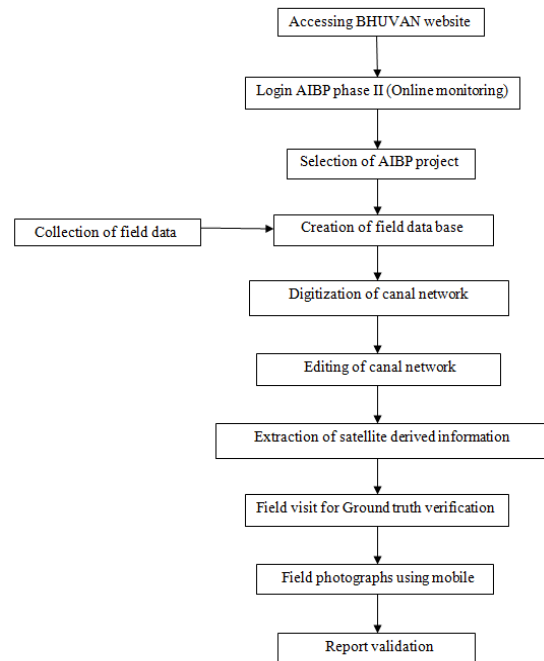 Accessing BHUVAN website
Login AIBP phase II (Online monitoring)
Selection of AIBP project
Collection of field data
Creation of field data base
Digitization of canal network
Editing of canal network
Extraction of satellite derived information
Field visit for Ground truth verification
Field photographs using mobile
Report validation